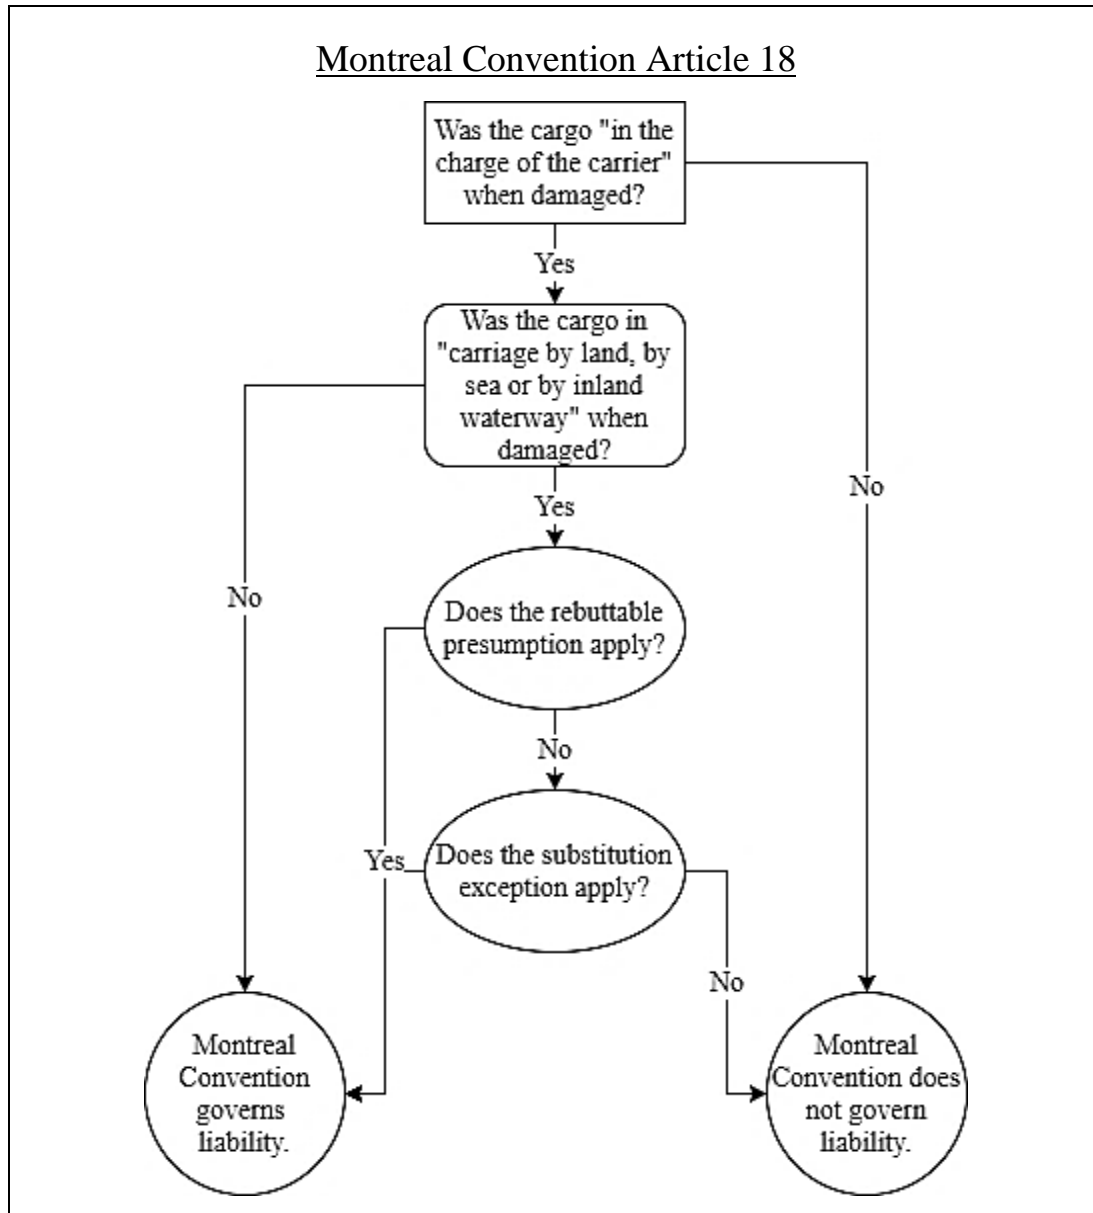 Montreal Convention Article 18
Was the cargo "in the
charge of the carrier"
when damaged?
Yes
Was the cargo in
"carriage by land, by
sea or by inland
waterway" when
damaged?
No
Yes
No
Does the rebuttable
presumption apply?
No
Yes
Does the substitution
exception apply?
No
Montreal
Convention
governs
liability.
Montreal
Convention does
not govern
liability.